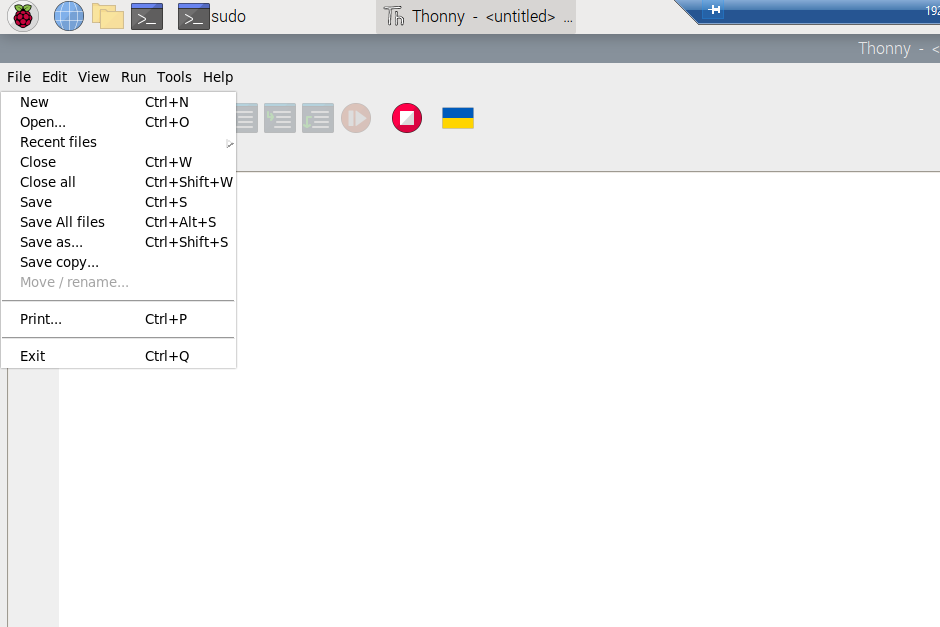 sudo
Thonny - <untitled> ...
192
Thonny - <
File Edit View Run Tools Help
New Ctrl+N
Open... Ctrl+O
Recent files
Close Ctrl+W
Close all Ctrl+Shift+W
Save Ctrl+S
Save All files Ctrl+Alt+S
Save as... Ctrl+Shift+S
Save copy...
Move / rename...
Print... Ctrl+P
Exit Ctrl+Q